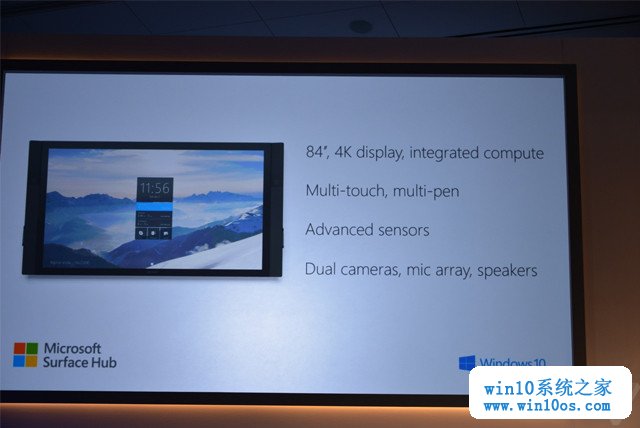 84", 4K display, integrated compute
Multi-touch, multi-pen
Advanced sensors
Dual cameras, mic array, speakers
11:56
Microsoft
Surface Hub
Windows10
win10系统之家
www.win10os.com